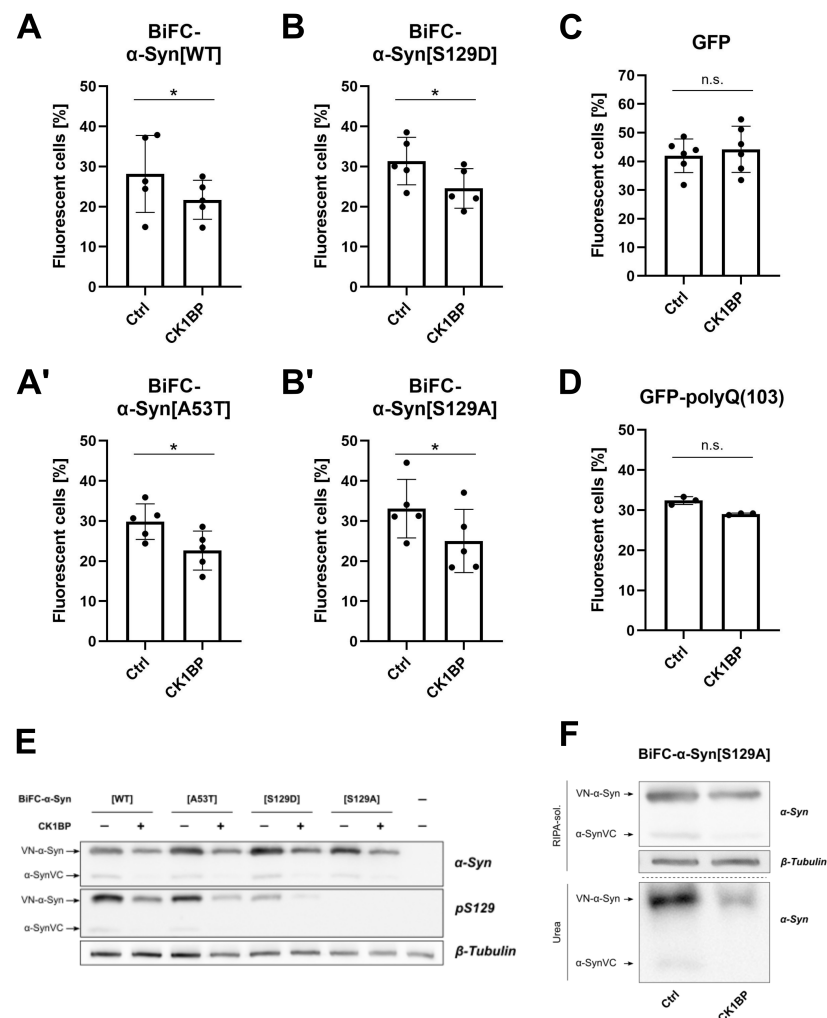 A
BiFC-
α-Syn[WT]
Fluorescent cells [%]
50
40
30
20
10
0
*
Ctrl
CK1BP
B
BiFC-
α-Syn[S129D]
Fluorescent cells [%]
50
40
30
20
10
0
*
Ctrl
CK1BP
C
GFP
Fluorescent cells [%]
70
60
50
40
30
20
10
0
n.s.
Ctrl
CK1BP
A'
BiFC-
α-Syn[A53T]
Fluorescent cells [%]
50
40
30
20
10
0
*
Ctrl
CK1BP
B'
BiFC-
α-Syn[S129A]
Fluorescent cells [%]
50
40
30
20
10
0
*
Ctrl
CK1BP
D
GFP-polyQ(103)
Fluorescent cells [%]
50
40
30
20
10
0
n.s.
Ctrl
CK1BP
E
BiFC-α-Syn [WT] [A53T] [S129D] [S129A] –
CK1BP – + – + – + – + –
VN-α-Syn
α-SynVC
α-Syn
VN-α-Syn
α-SynVC
pS129
β-Tubulin
F
BiFC-α-Syn[S129A]
RIPA-sol.
VN-α-Syn
α-SynVC
α-Syn
β-Tubulin
Urea
VN-α-Syn
α-SynVC
α-Syn
Ctrl
CK1BP